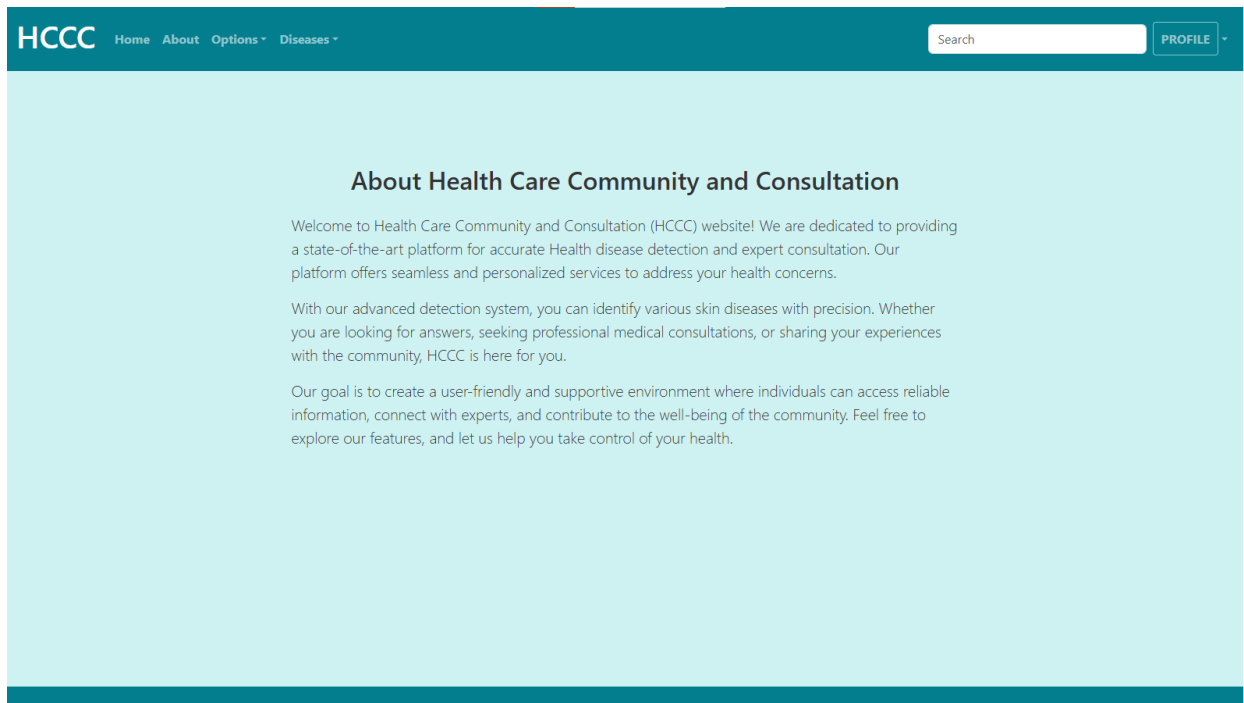 HCCC Home About Options Diseases Search PROFILE
About Health Care Community and Consultation
Welcome to Health Care Community and Consultation (HCCC) website! We are dedicated to providing
a state-of-the-art platform for accurate Health disease detection and expert consultation. Our
platform offers seamless and personalized services to address your health concerns.
With our advanced detection system, you can identify various skin diseases with precision. Whether
you are looking for answers, seeking professional medical consultations, or sharing your experiences
with the community, HCCC is here for you.
Our goal is to create a user-friendly and supportive environment where individuals can access reliable
information, connect with experts, and contribute to the well-being of the community. Feel free to
explore our features, and let us help you take control of your health.